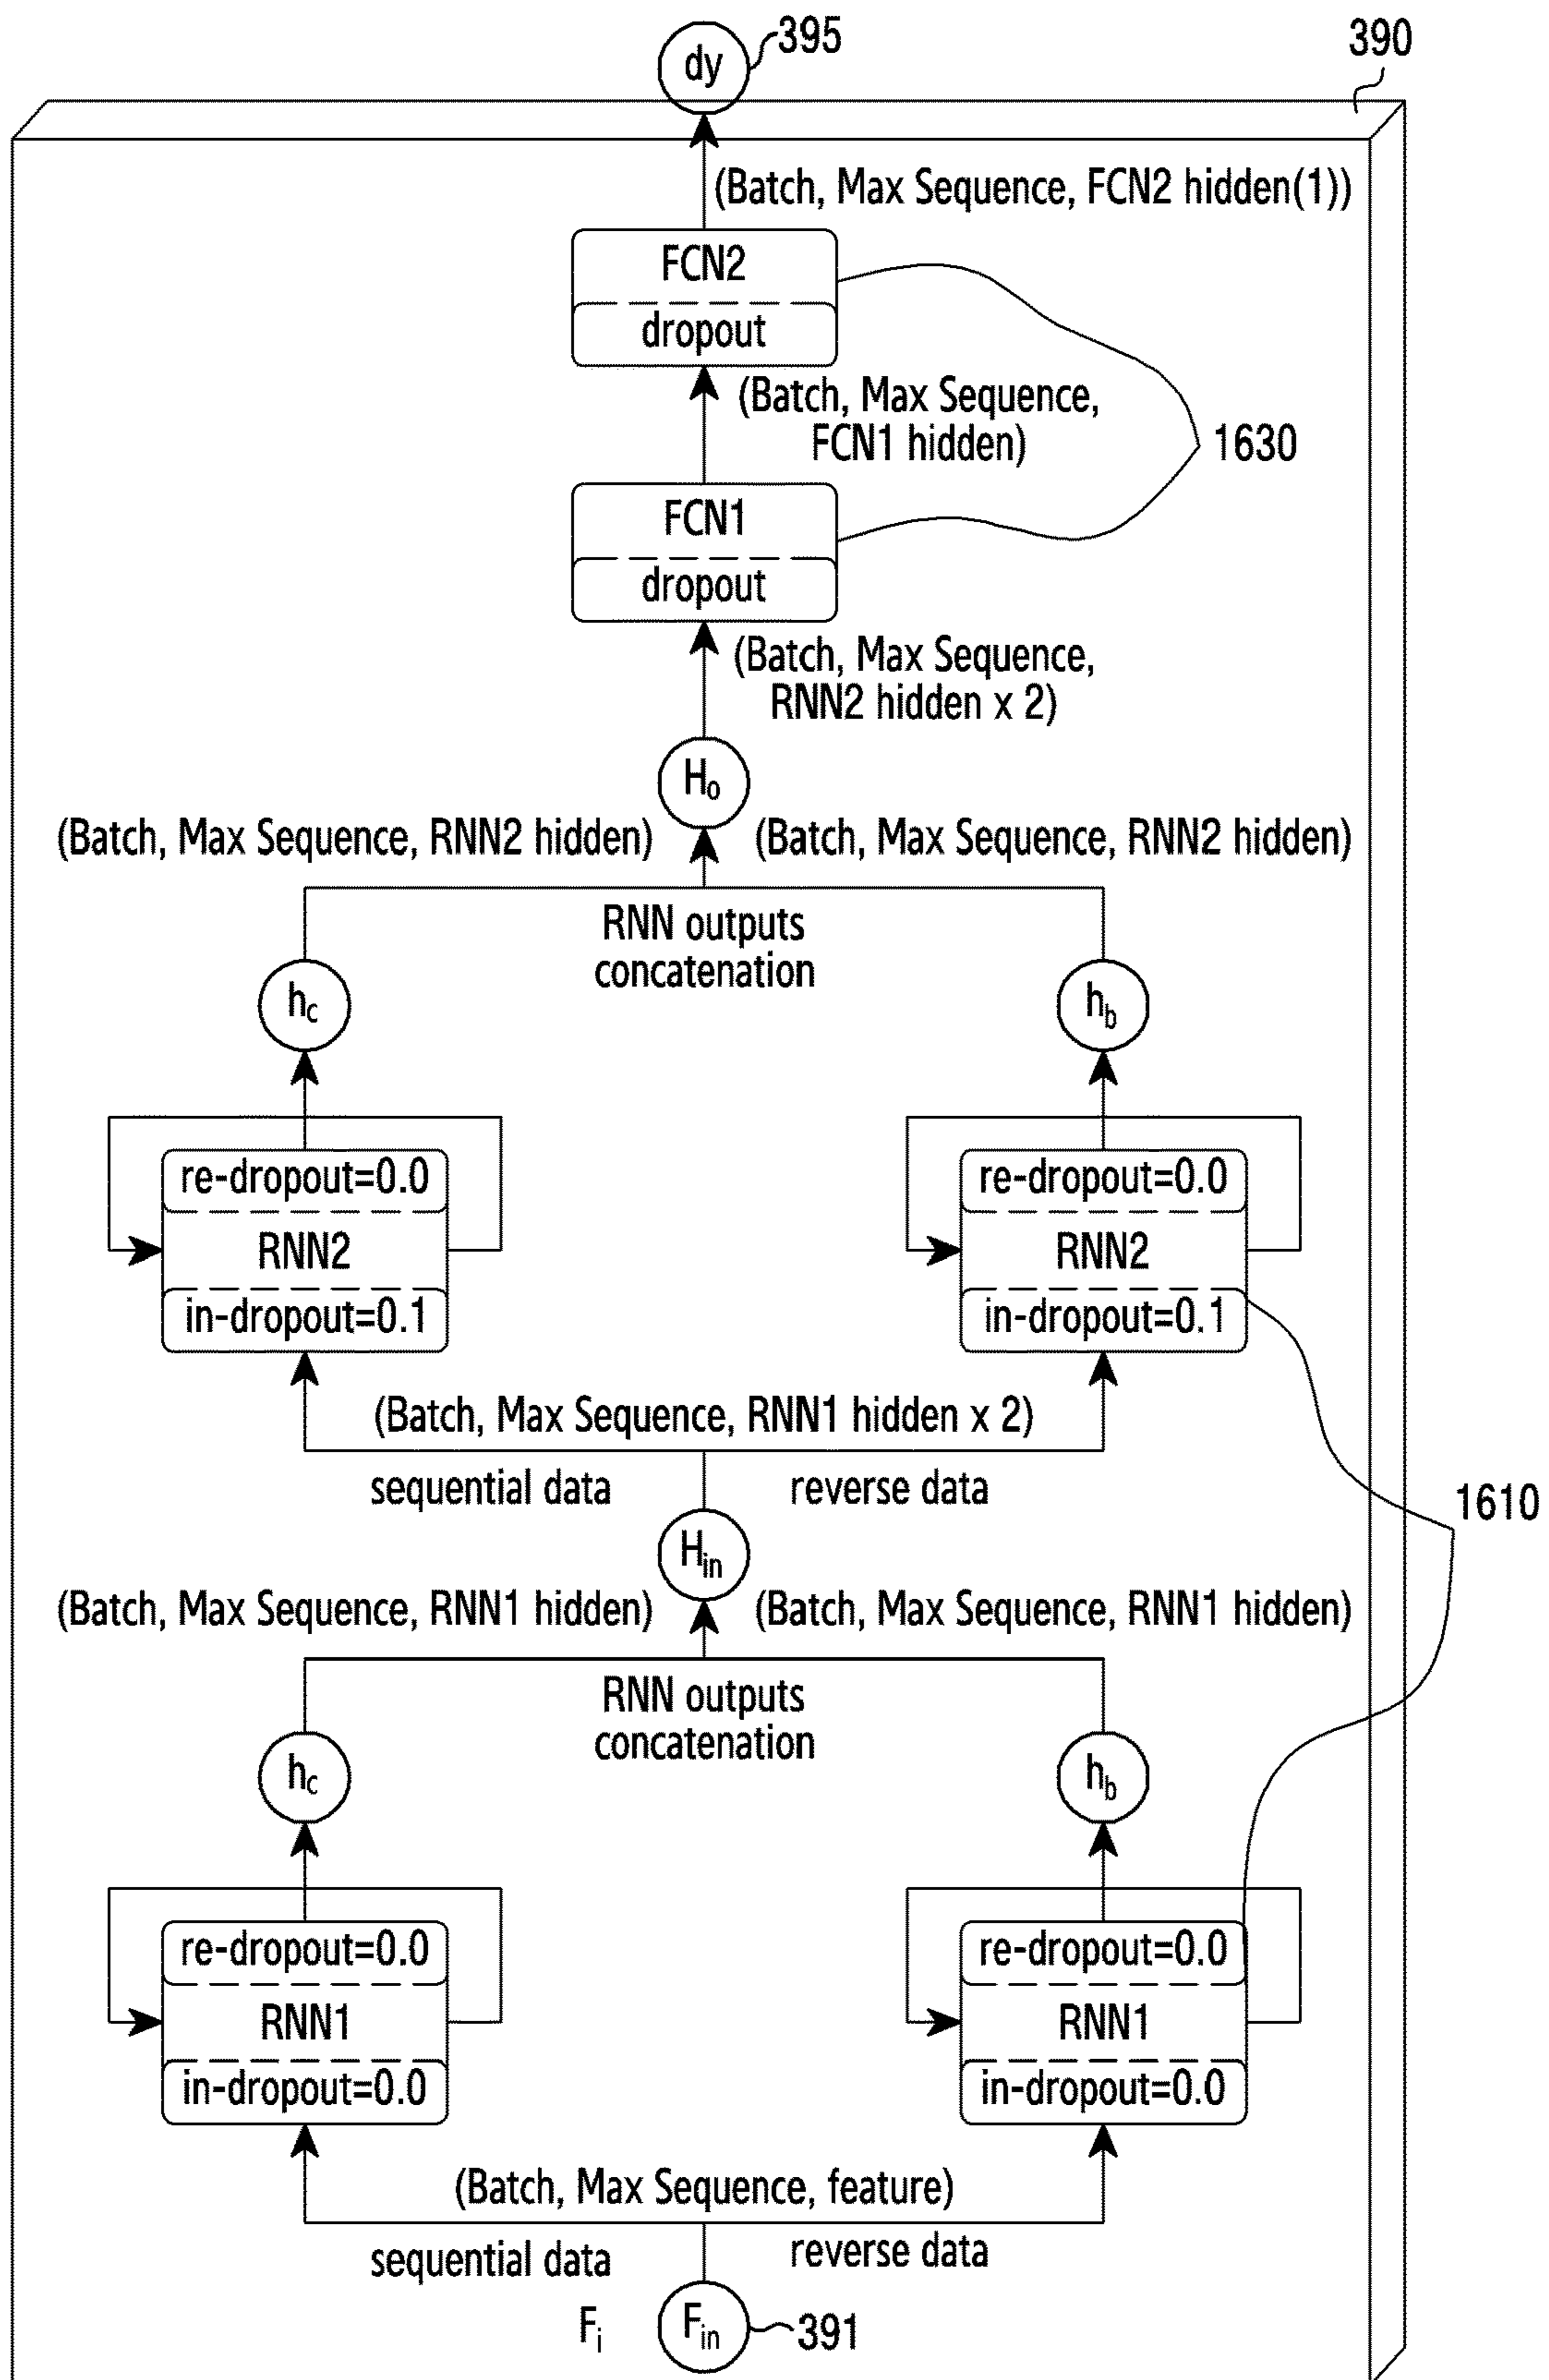 390
dy
395
(Batch, Max Sequence, FCN2 hidden(1))
FCN2
dropout
(Batch, Max Sequence,
FCN1 hidden)
1630
FCN1
dropout
(Batch, Max Sequence,
RNN2 hidden x 2)
Ho
(Batch, Max Sequence, RNN2 hidden)
(Batch, Max Sequence, RNN2 hidden)
RNN outputs
concatenation
hc
hb
re-dropout=0.0
RNN2
in-dropout=0.1
re-dropout=0.0
RNN2
in-dropout=0.1
(Batch, Max Sequence, RNN1 hidden x 2)
sequential data
reverse data
1610
Hin
(Batch, Max Sequence, RNN1 hidden)
(Batch, Max Sequence, RNN1 hidden)
RNN outputs
concatenation
hc
hb
re-dropout=0.0
RNN1
in-dropout=0.0
re-dropout=0.0
RNN1
in-dropout=0.0
(Batch, Max Sequence, feature)
sequential data
reverse data
Fi
Fin
391